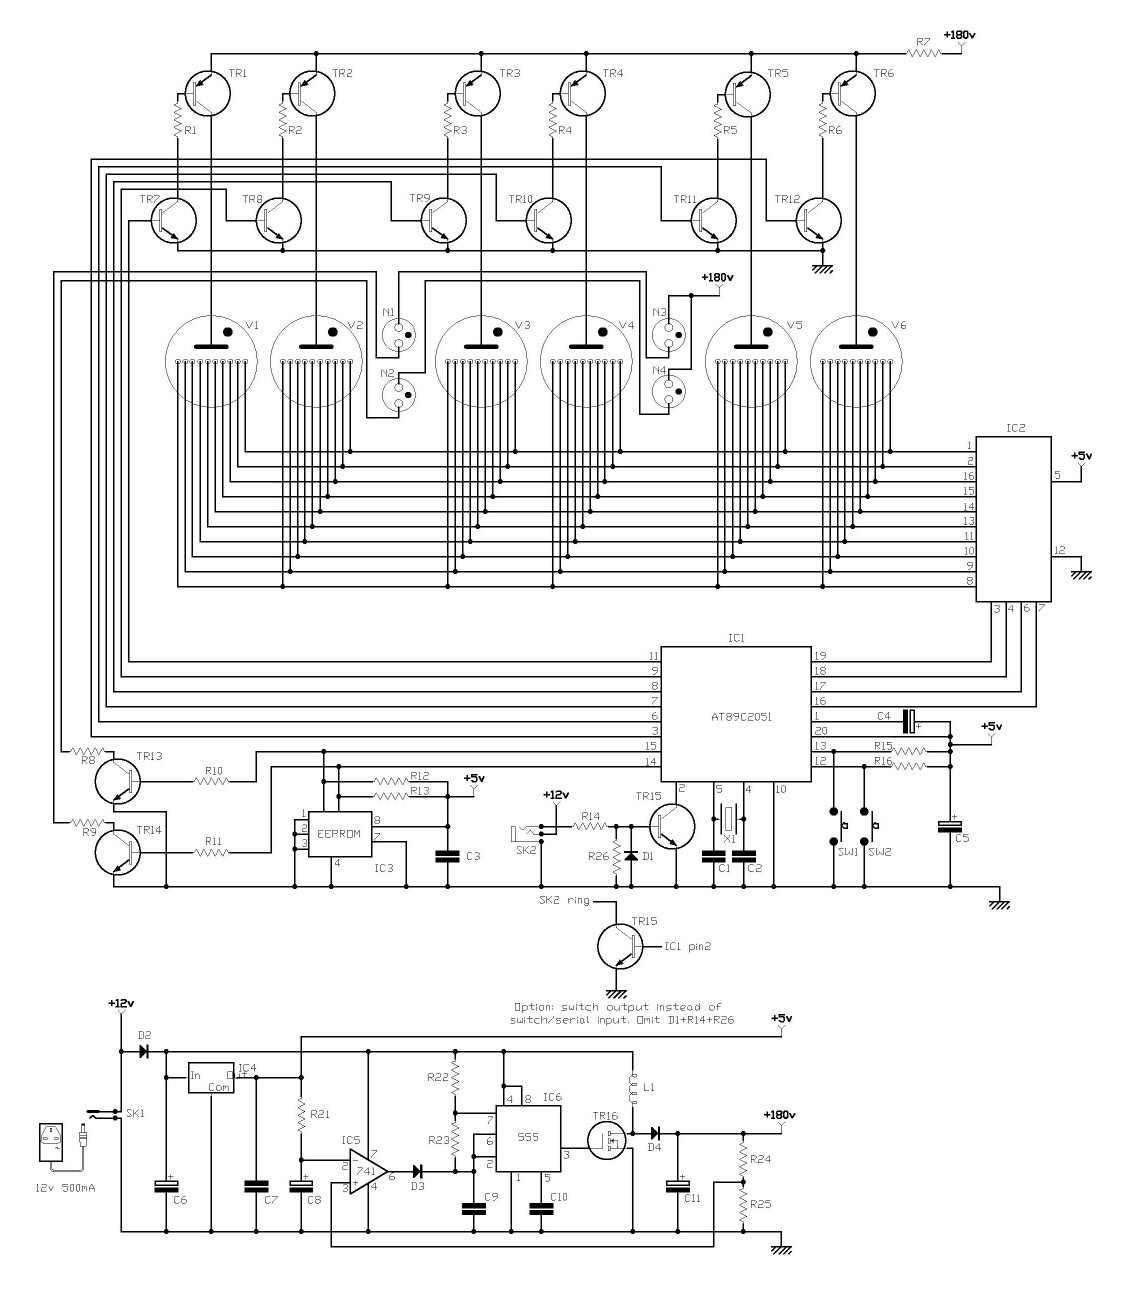 R7 +180v
TR1 TR2 TR3 TR4 TR5 TR6
R1 R2 R3 R4 R5 R6
TR7 TR8 TR9 TR10 TR11 TR12
+180v
N1 N3
V1 V2 V3 V4 V5 V6
N2 N4
IC2
1
2
16
15
14
13
11
10
9
8
5 +5v
12
3 4 6 7
IC1
AT89C2051
11
9
8
7
6
3
15
14
19
18
17
16
1
20
13
12
2 5 4 10
C4 +
+5v
R15
R16
R8 TR13
R10
R9 TR14
R11
R12
R13
+5v
1
2
3
EEPROM
8
7
4
IC3
C3
+12v
SK2
R14
TR15
R26 D1
X1
C1 C2
SW1 SW2
+
C5
SK2 ring
TR15
IC1 pin2
Option: switch output instead of
switch/serial input. Omit D1+R14+R26
+12v
D2
+5v
In Out
Com
IC4
SK1
12v 500mA
+
C6
C7
R21
+
C8
IC5
741
2 −
3 +
7
4
6
D3
R22
R23
C9
IC6
555
4 8
7
6
2
1 5
3
C10
TR16
L1
D4
+180v
+
C11
R24
R25